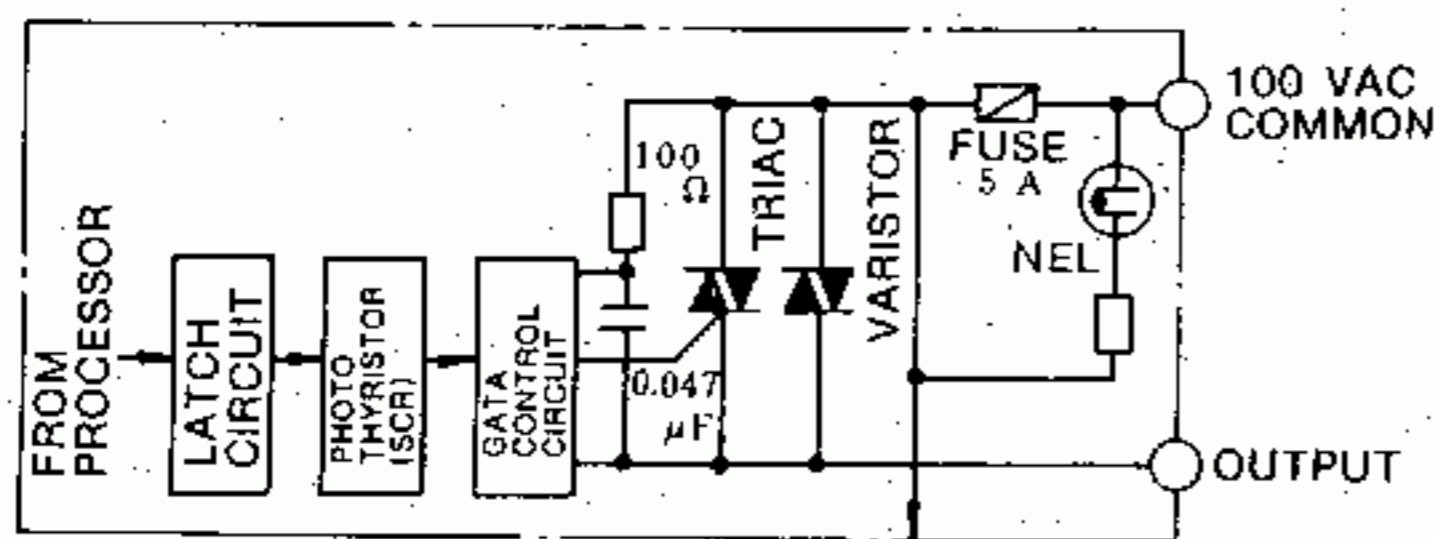 FROM
PROCESSOR
LATCH
CIRCUIT
PHOTO
THYRISTOR
(SCR)
GATA
CONTROL
CIRCUIT
100
Ω
0.047
μF
TRIAC
VARISTOR
FUSE
5 A
NEL
100 VAC
COMMON
OUTPUT